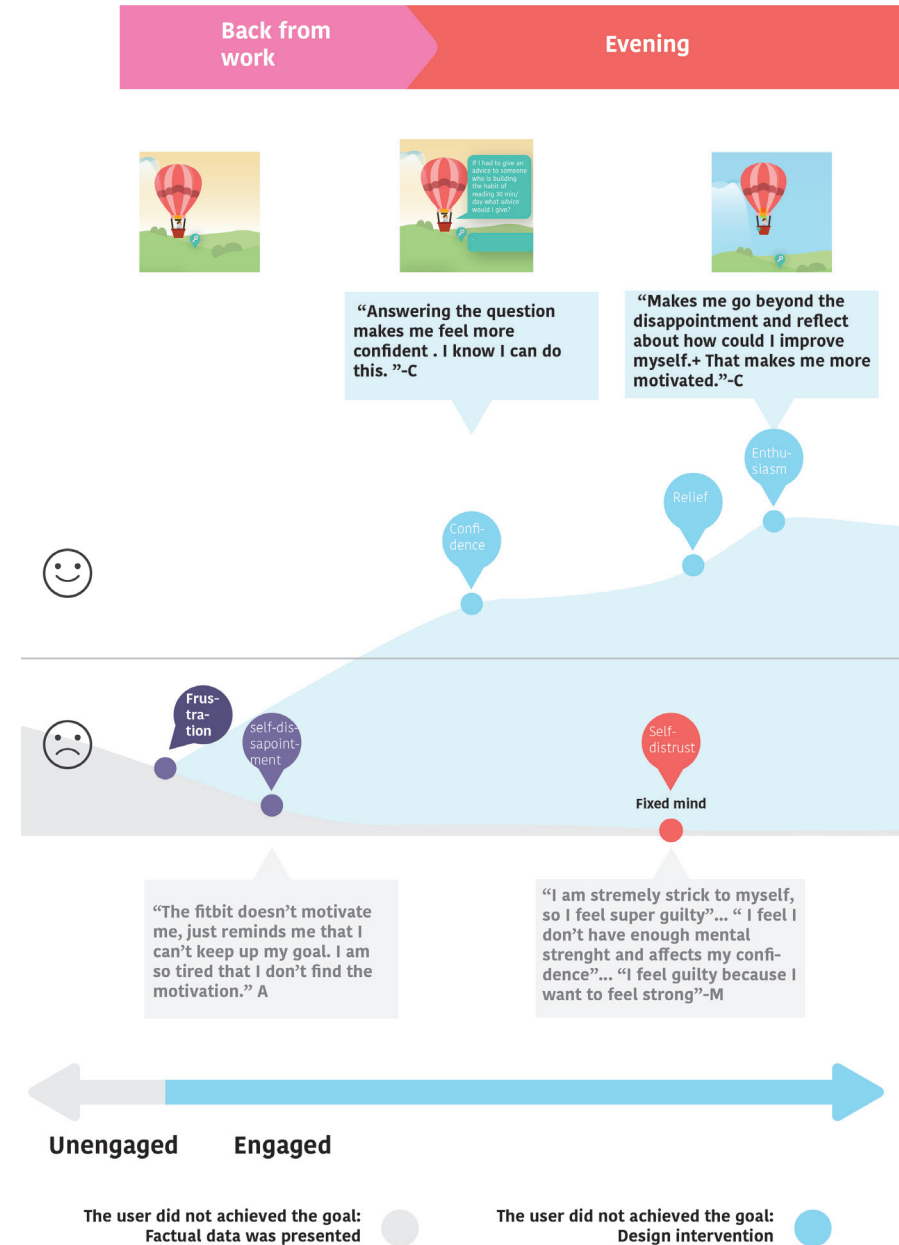 Back from
work
Evening
If I had to give an
advice to someone
who is building
the habit of
reading 30 min/
day what advice
would I give?
“Answering the question
makes me feel more
confident . I know I can do
this. ”-C
“Makes me go beyond the
disappointment and reflect
about how could I improve
myself.+ That makes me more
motivated.”-C
Enthu-
siasm
Relief
Confi-
dence
Frus-
tra-
tion
self-dis-
sapoint-
ment
Self-
distrust
Fixed mind
“The fitbit doesn’t motivate
me, just reminds me that I
can’t keep up my goal. I am
so tired that I don’t find the
motivation.” A
“I am stremely strick to myself,
so I feel super guilty”... “ I feel I
don’t have enough mental
strenght and affects my confi-
dence”... “I feel guilty because I
want to feel strong”-M
Unengaged
Engaged
The user did not achieved the goal:
Factual data was presented
The user did not achieved the goal:
Design intervention